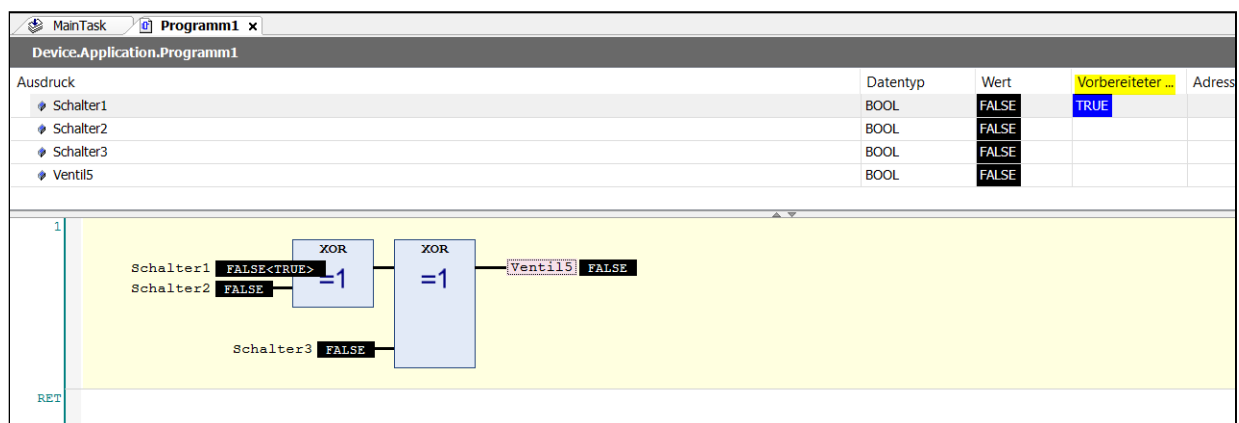 MainTask Programm1 x
Device.Application.Programm1
Ausdruck Datentyp Wert Vorbereiteter ... Adress
Schalter1 BOOL FALSE TRUE
Schalter2 BOOL FALSE
Schalter3 BOOL FALSE
Ventil5 BOOL FALSE
1
XOR XOR
Schalter1 FALSE<TRUE> =1 =1 Ventil5 FALSE
Schalter2 FALSE
Schalter3 FALSE
RET